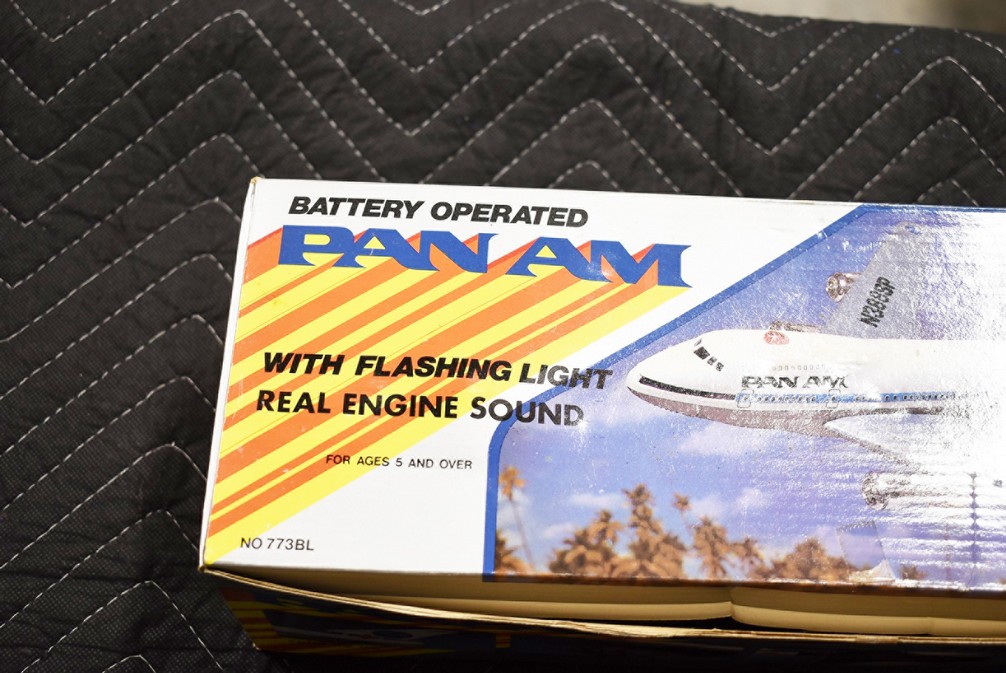 BATTERY OPERATED
PAN AM
WITH FLASHING LIGHT
REAL ENGINE SOUND
FOR AGES 5 AND OVER
NO 773BL
PAN AM